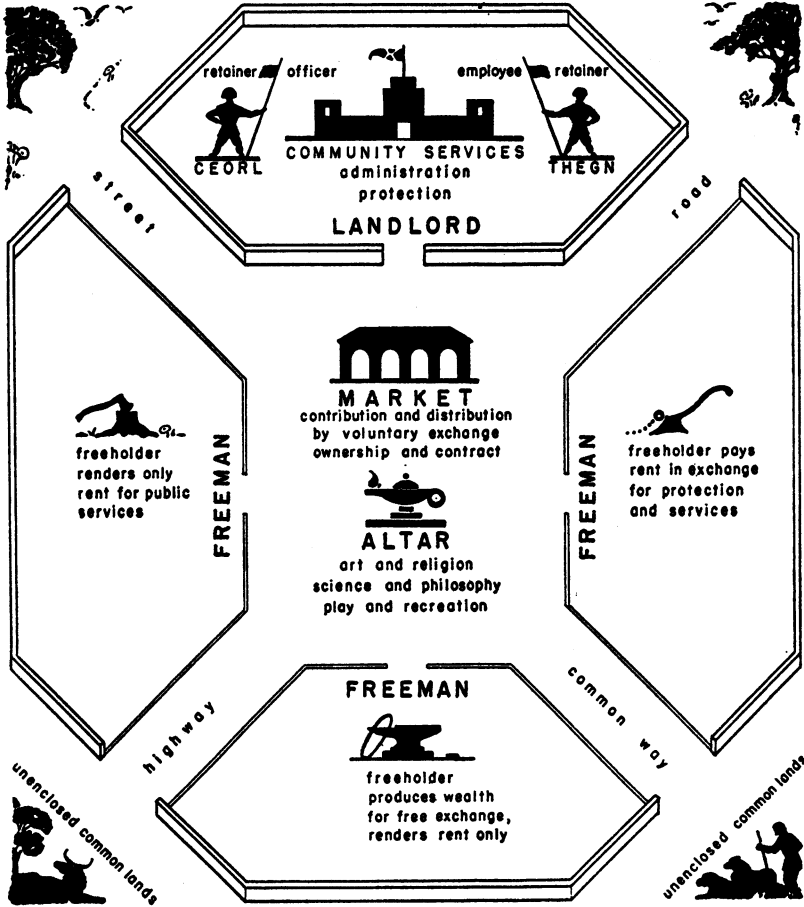 retainer officer
employee retainer
CEORL
THEGN
COMMUNITY SERVICES
administration
protection
LANDLORD
street
road
MARKET
contribution and distribution
by voluntary exchange
ownership and contract
ALTAR
art and religion
science and philosophy
play and recreation
freeholder
renders only
rent for public
services
FREEMAN
FREEMAN
freeholder pays
rent in exchange
for protection
and services
highway
common way
FREEMAN
freeholder
produces wealth
for free exchange,
renders rent only
unenclosed common lands
unenclosed common lands